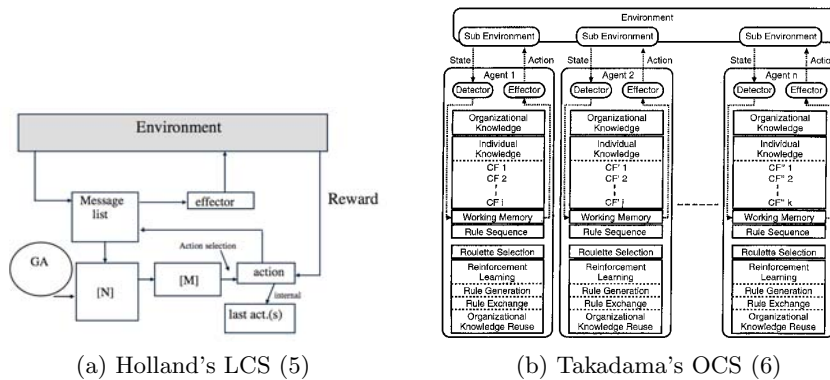 Environment
Message
list
effector
Reward
GA
Action selection
[N]
[M]
action
internal
last act.(s)
(a) Holland's LCS (5)
Environment
Sub Environment
Sub Environment
Sub Environment
State
Action
State
Action
State
Action
Agent 1
Agent 2
Agent n
Detector
Effector
Detector
Effector
Detector
Effector
Organizational
Knowledge
Individual
Knowledge
CF 1
CF 2
CF i
Working Memory
Rule Sequence
Roulette Selection
Reinforcement
Learning
Rule Generation
Rule Exchange
Organizational
Knowledge Reuse
Organizational
Knowledge
Individual
Knowledge
CF' 1
CF' 2
CF' j
Working Memory
Rule Sequence
Roulette Selection
Reinforcement
Learning
Rule Generation
Rule Exchange
Organizational
Knowledge Reuse
Organizational
Knowledge
Individual
Knowledge
CF" 1
CF" 2
CF" k
Working Memory
Rule Sequence
Roulette Selection
Reinforcement
Learning
Rule Generation
Rule Exchange
Organizational
Knowledge Reuse
(b) Takadama's OCS (6)